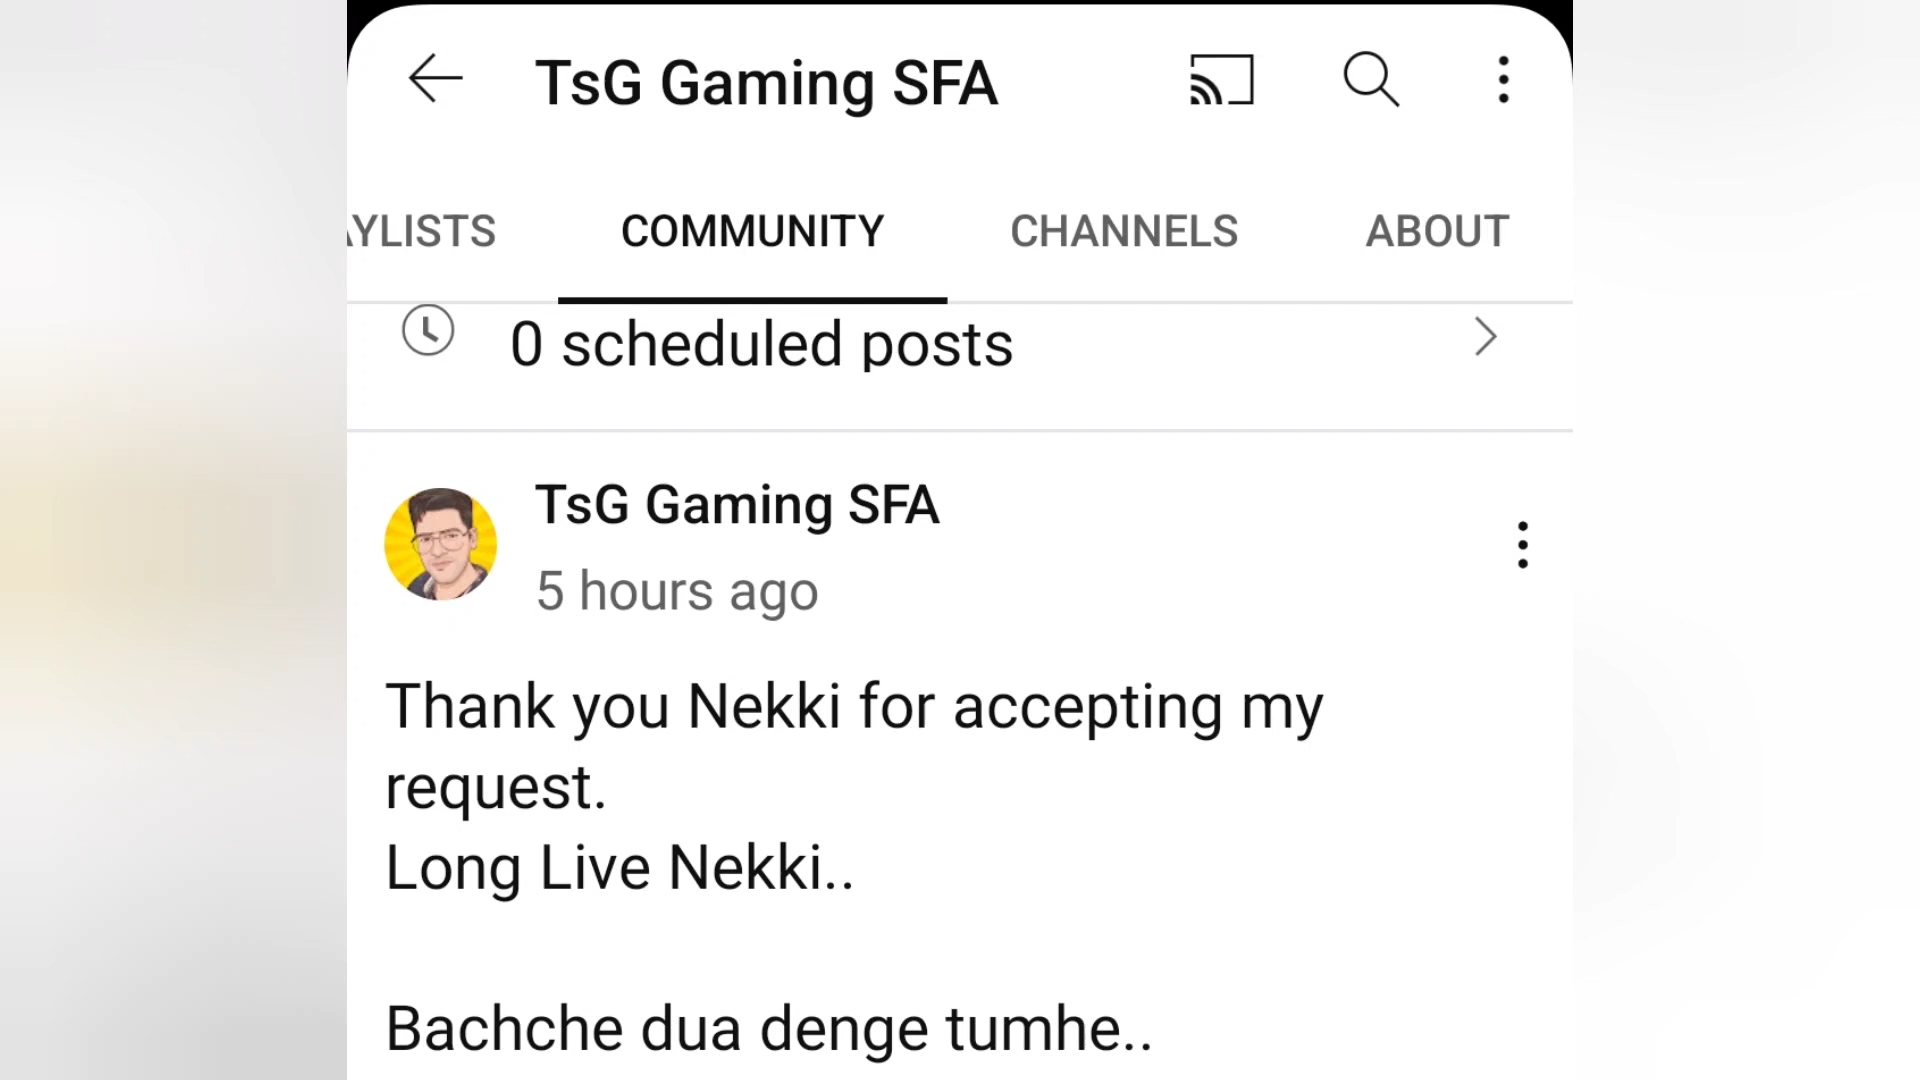 TsG Gaming SFA
AYLISTS COMMUNITY CHANNELS ABOUT
0 scheduled posts
TsG Gaming SFA
5 hours ago
Thank you Nekki for accepting my
request.
Long Live Nekki..
Bachche dua denge tumhe..